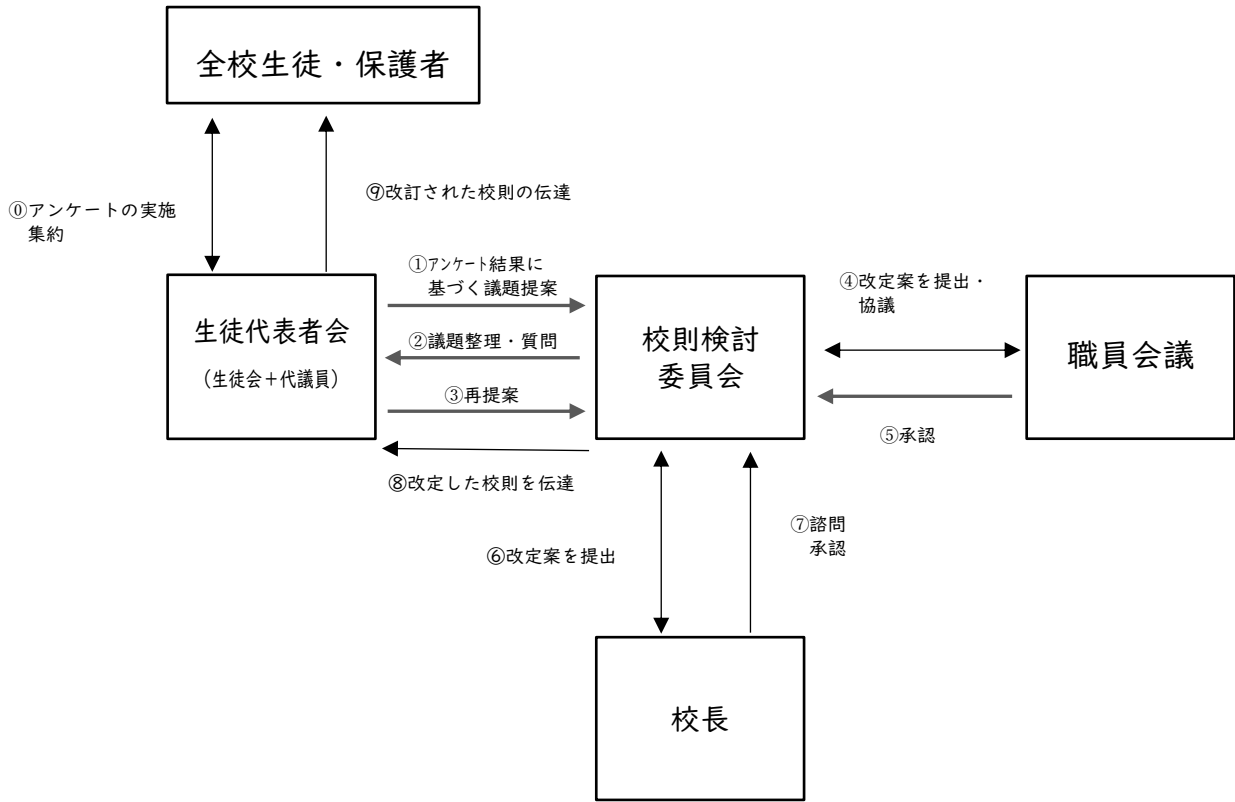 全校生徒・保護者
⓪アンケートの実施
集約
⑨改訂された校則の伝達
生徒代表者会
（生徒会＋代議員）
①アンケート結果に
基づく議題提案
②議題整理・質問
③再提案
⑧改定した校則を伝達
校則検討
委員会
④改定案を提出・
協議
⑤承認
職員会議
⑥改定案を提出
⑦諮問
承認
校長